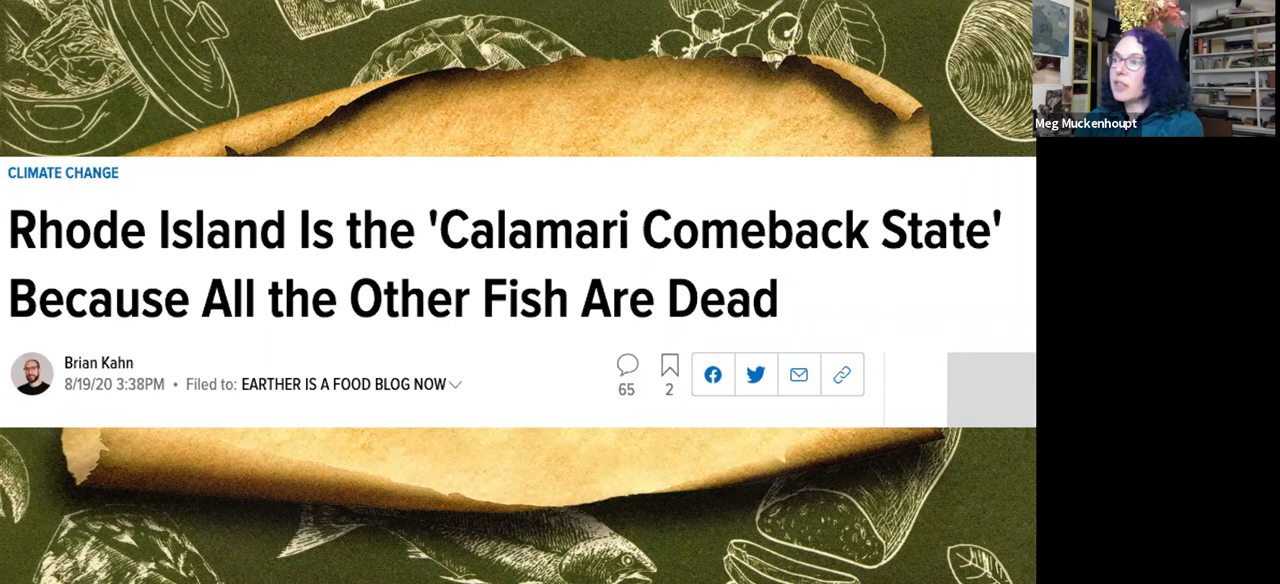 Meg Muckenhoupt
CLIMATE CHANGE
Rhode Island Is the 'Calamari Comeback State'
Because All the Other Fish Are Dead
Brian Kahn
8/19/20 3:38PM • Filed to: EARTHER IS A FOOD BLOG NOW
65
2